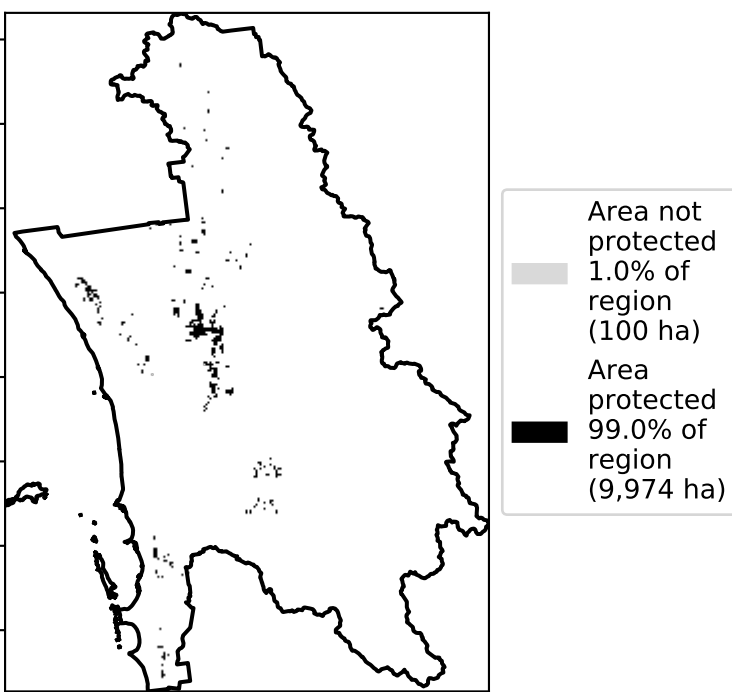 Area not
protected
1.0% of
region
(100 ha)
Area
protected
99.0% of
region
(9,974 ha)